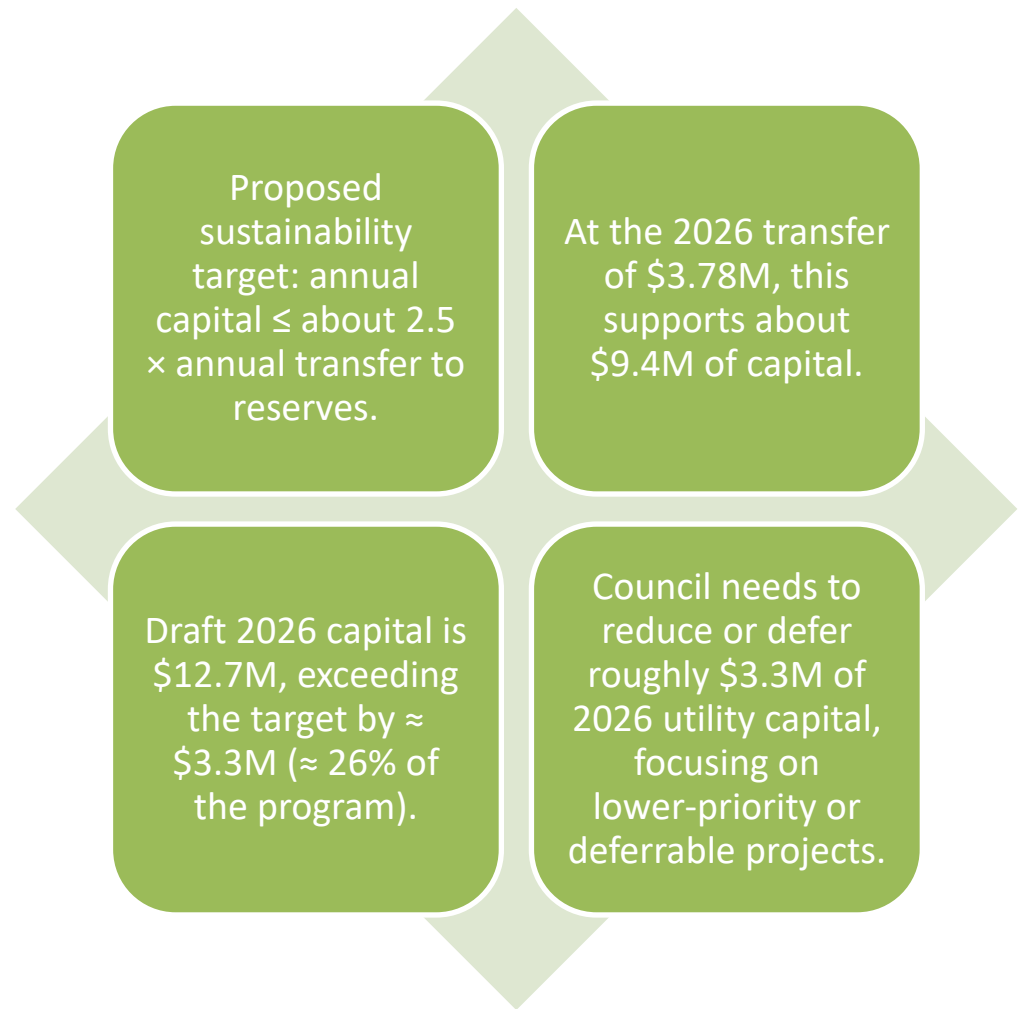 Proposed
sustainability
target: annual
capital ≤ about 2.5
× annual transfer to
reserves.
At the 2026 transfer
of $3.78M, this
supports about
$9.4M of capital.
Draft 2026 capital is
$12.7M, exceeding
the target by ≈
$3.3M (≈ 26% of
the program).
Council needs to
reduce or defer
roughly $3.3M of
2026 utility capital,
focusing on
lower-priority or
deferrable projects.